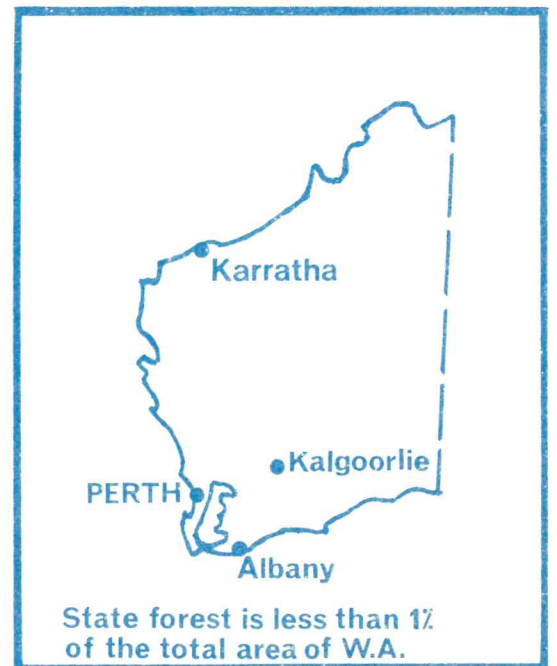 Karratha
Kalgoorlie
PERTH
Albany
State forest is less than 1%
of the total area of W.A.